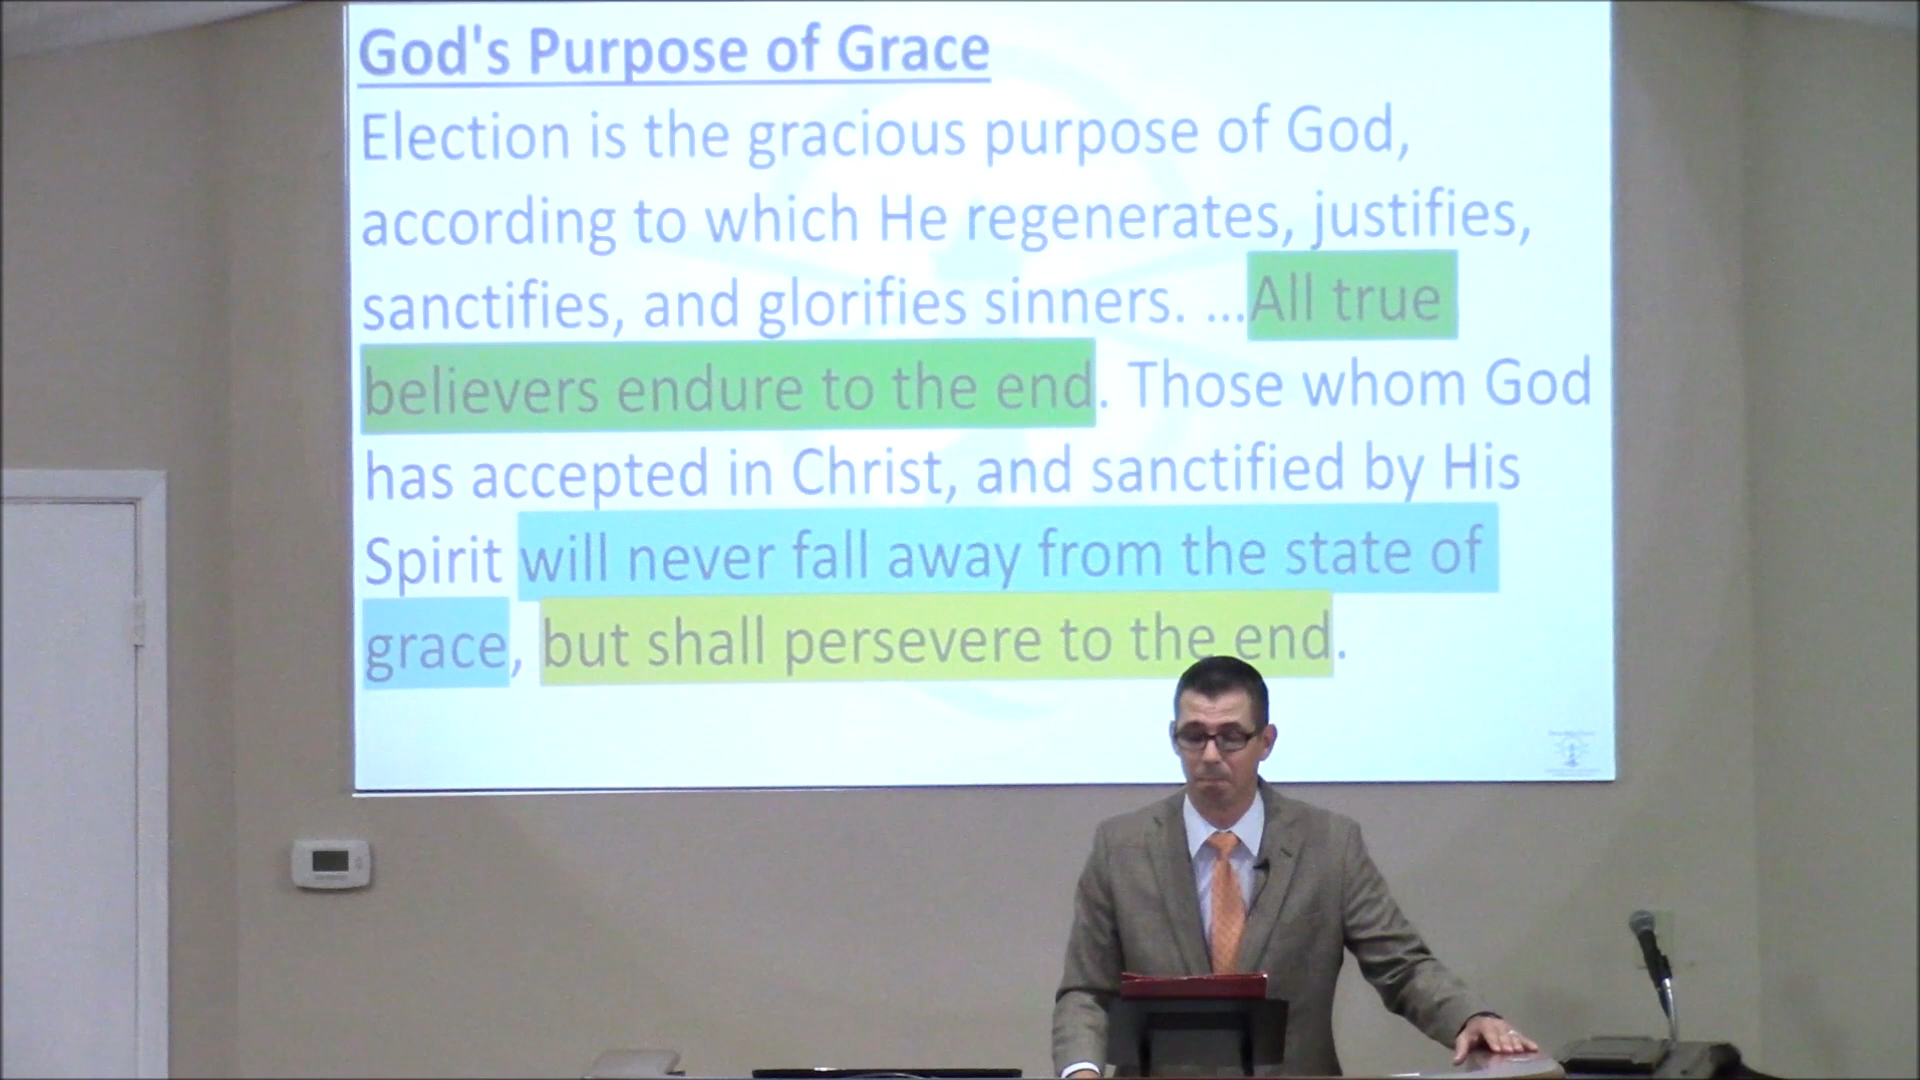 God's Purpose of Grace
Election is the gracious purpose of God,
according to which He regenerates, justifies,
sanctifies, and glorifies sinners. ...All true
believers endure to the end. Those whom God
has accepted in Christ, and sanctified by His
Spirit will never fall away from the state of
grace, but shall persevere to the end.